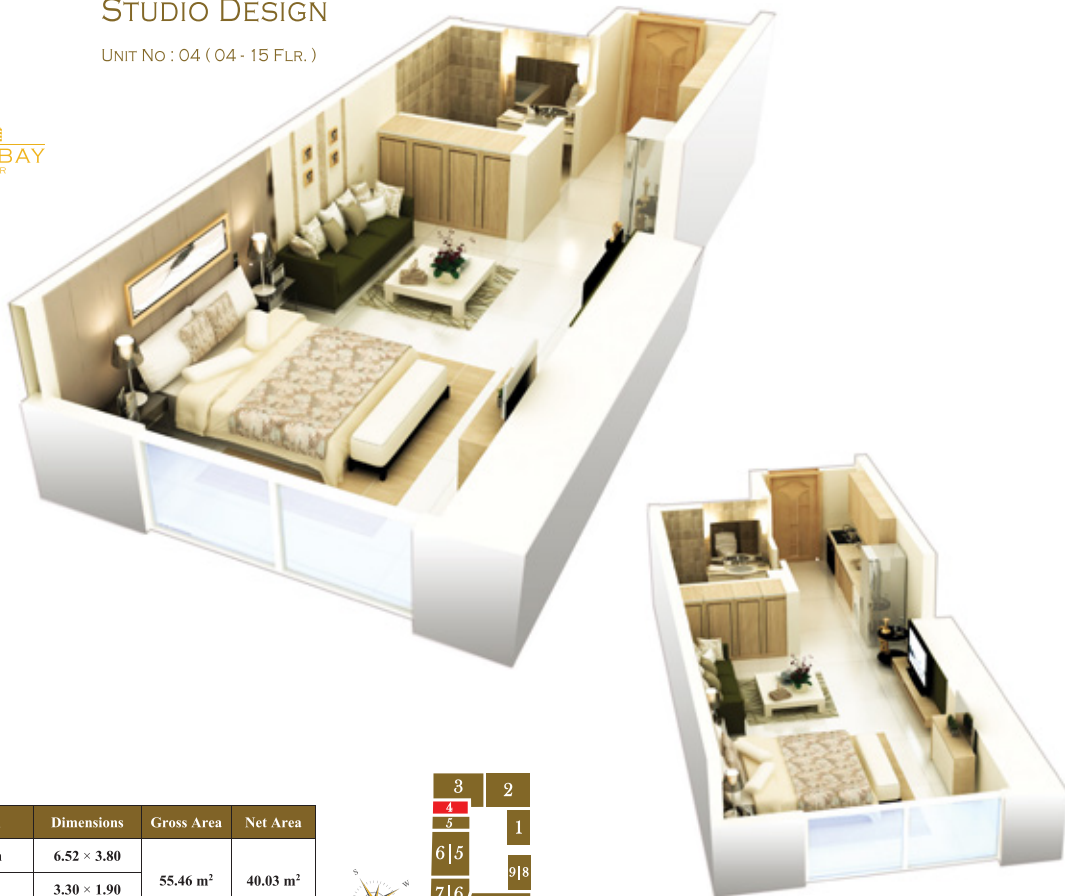 STUDIO DESIGN
UNIT NO : 04 ( 04 - 15 FLR. )
BAY
R
Dimensions Gross Area Net Area
6.52 × 3.80
55.46 m² 40.03 m²
3.30 × 1.90
S
W
3 2
4
5
1
6|5
9|8
7|6